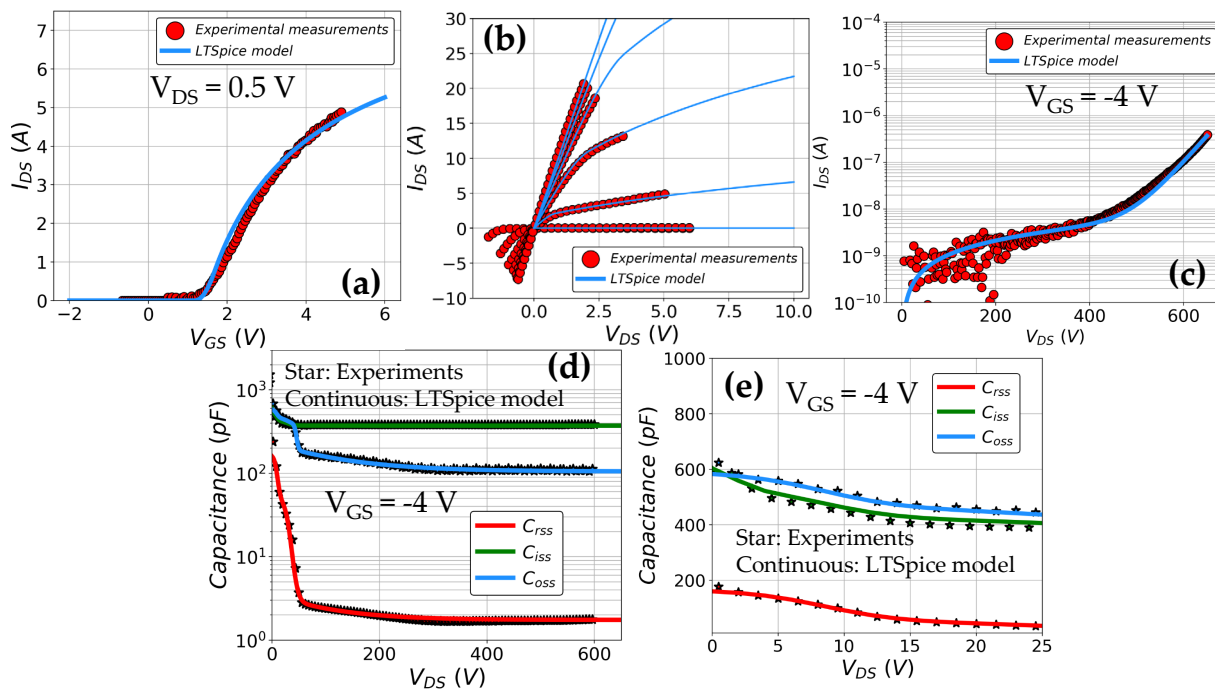 7
6
5
4
3
2
1
0
I_DS (A)
Experimental measurements
LTSpice model
V_DS = 0.5 V
(a)
−2
0
2
4
6
V_GS (V)
30
25
20
15
10
5
0
−5
−10
I_DS (A)
(b)
Experimental measurements
LTSpice model
0.0
2.5
5.0
7.5
10.0
V_DS (V)
10^−4
10^−5
10^−6
10^−7
10^−8
10^−9
10^−10
I_DS (A)
Experimental measurements
LTSpice model
V_GS = -4 V
(c)
0
200
400
600
V_DS (V)
10^3
10^2
10^1
10^0
Capacitance (pF)
(d)
Star: Experiments
Continuous: LTSpice model
V_GS = -4 V
C_rss
C_iss
C_oss
0
200
400
600
V_DS (V)
1000
800
600
400
200
Capacitance (pF)
(e)
V_GS = -4 V
C_rss
C_iss
C_oss
Star: Experiments
Continuous: LTSpice model
0
5
10
15
20
25
V_DS (V)